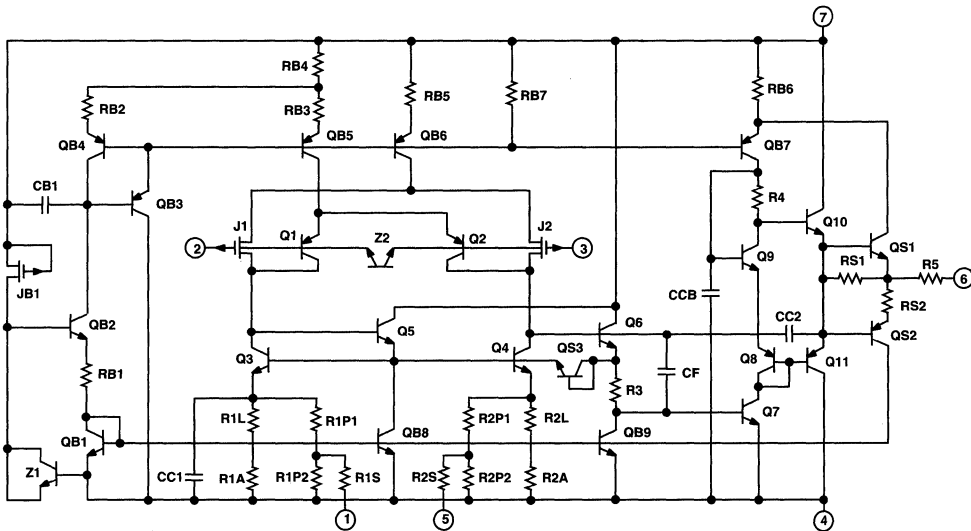 7
RB4
RB2
RB3
RB5
RB7
RB6
QB4
QB5
QB6
QB7
CB1
QB3
R4
J1
Q1
Z2
Q2
J2
Q10
2
3
QS1
Q9
RS1
R5
6
JB1
CCB
RS2
QB2
Q5
Q6
CC2
QS2
Q3
Q4
QS3
Q8
Q11
RB1
R3
CF
R1L
R1P1
R2P1
R2L
Q7
QB1
QB8
QB9
Z1
CC1
R1A
R1P2
R1S
R2S
R2P2
R2A
1
5
4